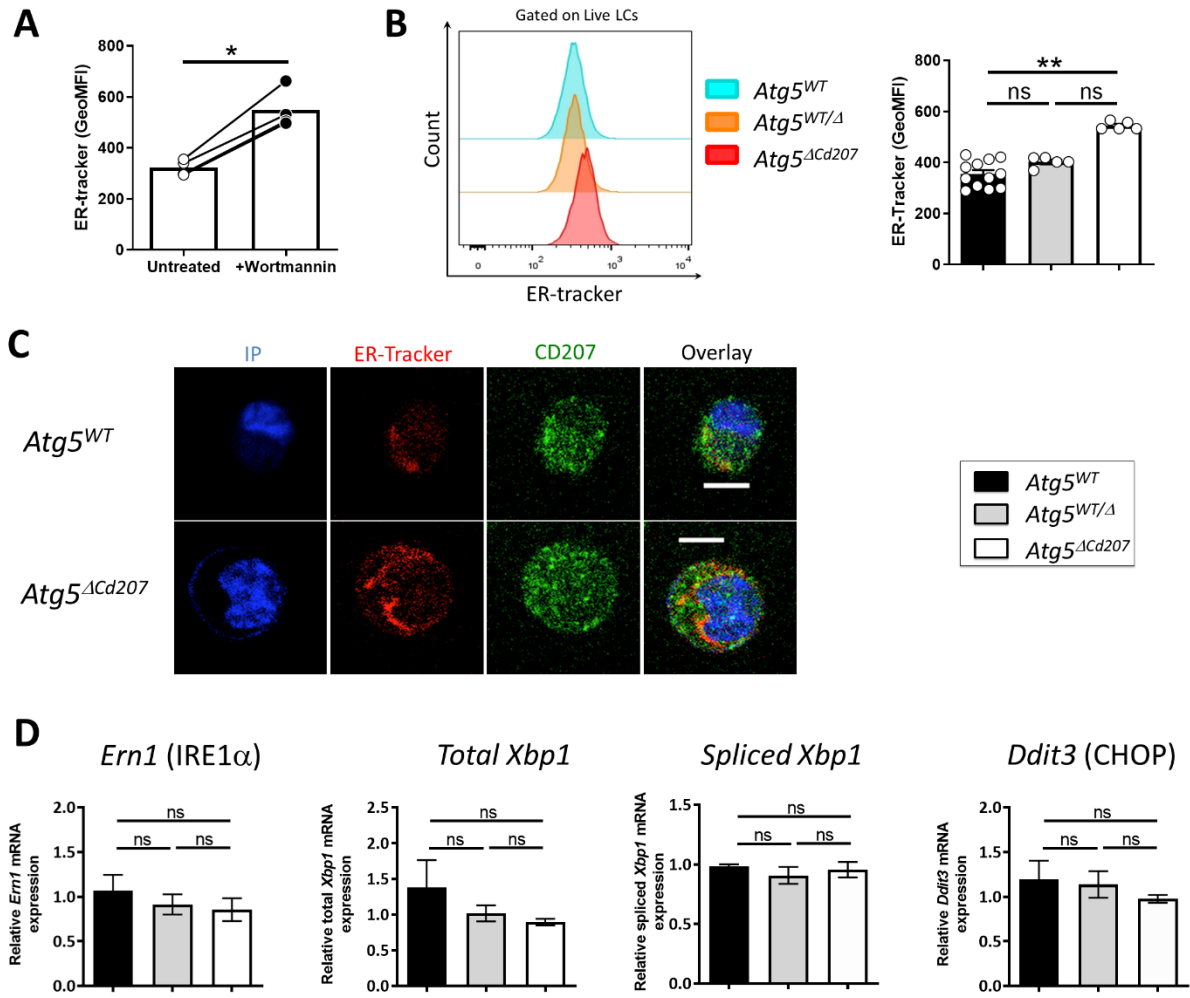 A
ER-tracker (GeoMFI)
800
600
400
200
0
*
Untreated
+Wortmannin
B
Gated on Live LCs
Count
0
10²
10³
10⁴
ER-tracker
Atg5^WT
Atg5^WT/Δ
Atg5^ΔCd207
ER-Tracker (GeoMFI)
800
600
400
200
0
**
ns
ns
C
IP
ER-Tracker
CD207
Overlay
Atg5^WT
Atg5^ΔCd207
Atg5^WT
Atg5^WT/Δ
Atg5^ΔCd207
D
Ern1 (IRE1α)
Relative Ern1 mRNA
expression
2.0
1.5
1.0
0.5
0.0
ns
ns
ns
Total Xbp1
Relative total Xbp1 mRNA
expression
2.5
2.0
1.5
1.0
0.5
0.0
ns
ns
ns
Spliced Xbp1
Relative spliced Xbp1 mRNA
expression
1.5
1.0
0.5
0.0
ns
ns
ns
Ddit3 (CHOP)
Relative Ddit3 mRNA
expression
2.0
1.5
1.0
0.5
0.0
ns
ns
ns